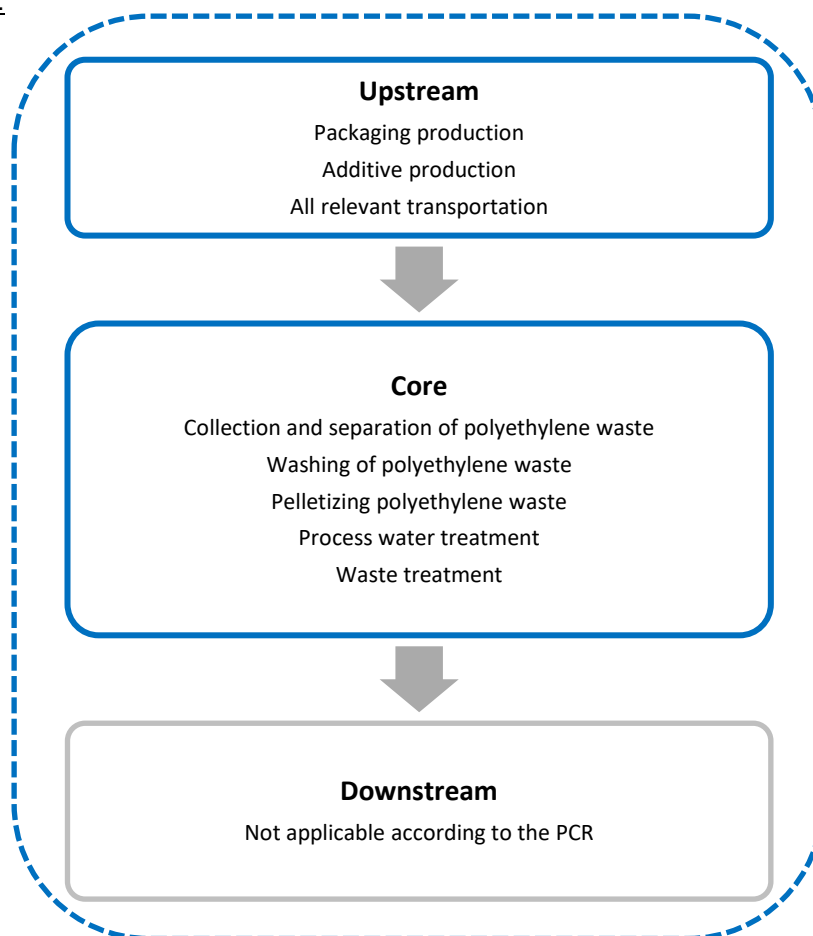 Upstream
Packaging production
Additive production
All relevant transportation
Core
Collection and separation of polyethylene waste
Washing of polyethylene waste
Pelletizing polyethylene waste
Process water treatment
Waste treatment
Downstream
Not applicable according to the PCR